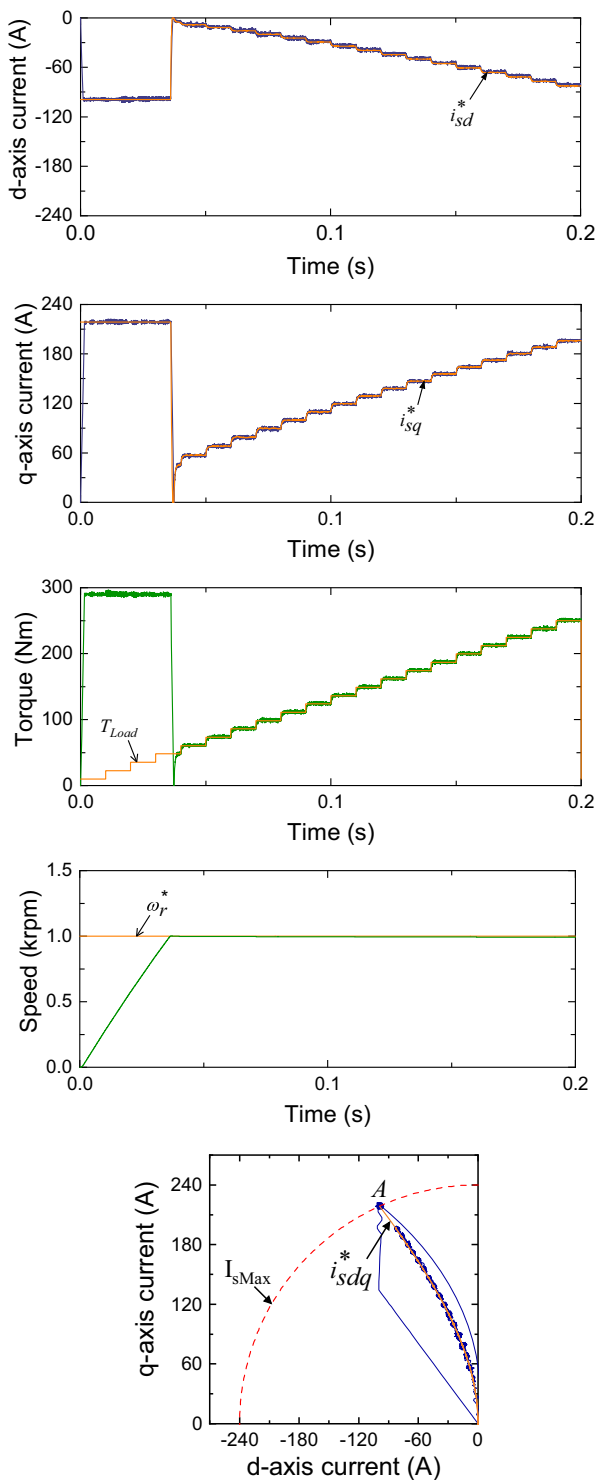 d-axis current (A)
0
-60
-120
-180
-240
i*sd
0.0
0.1
0.2
Time (s)
q-axis current (A)
240
180
120
60
0
i*sq
0.0
0.1
0.2
Time (s)
Torque (Nm)
300
200
100
0
TLoad
0.0
0.1
0.2
Time (s)
Speed (krpm)
1.5
1.0
0.5
0.0
ωr*
0.0
0.1
0.2
Time (s)
q-axis current (A)
240
180
120
60
0
A
IsMax
i*sdq
-240 -180 -120 -60 0
d-axis current (A)